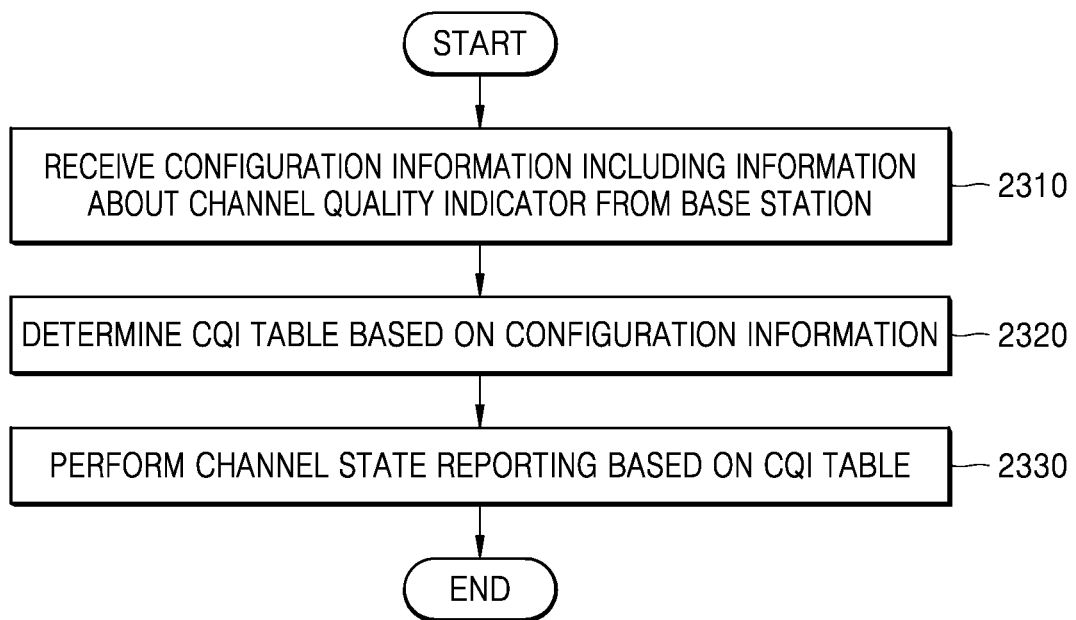 START
RECEIVE CONFIGURATION INFORMATION INCLUDING INFORMATION
ABOUT CHANNEL QUALITY INDICATOR FROM BASE STATION
2310
DETERMINE CQI TABLE BASED ON CONFIGURATION INFORMATION
2320
PERFORM CHANNEL STATE REPORTING BASED ON CQI TABLE
2330
END